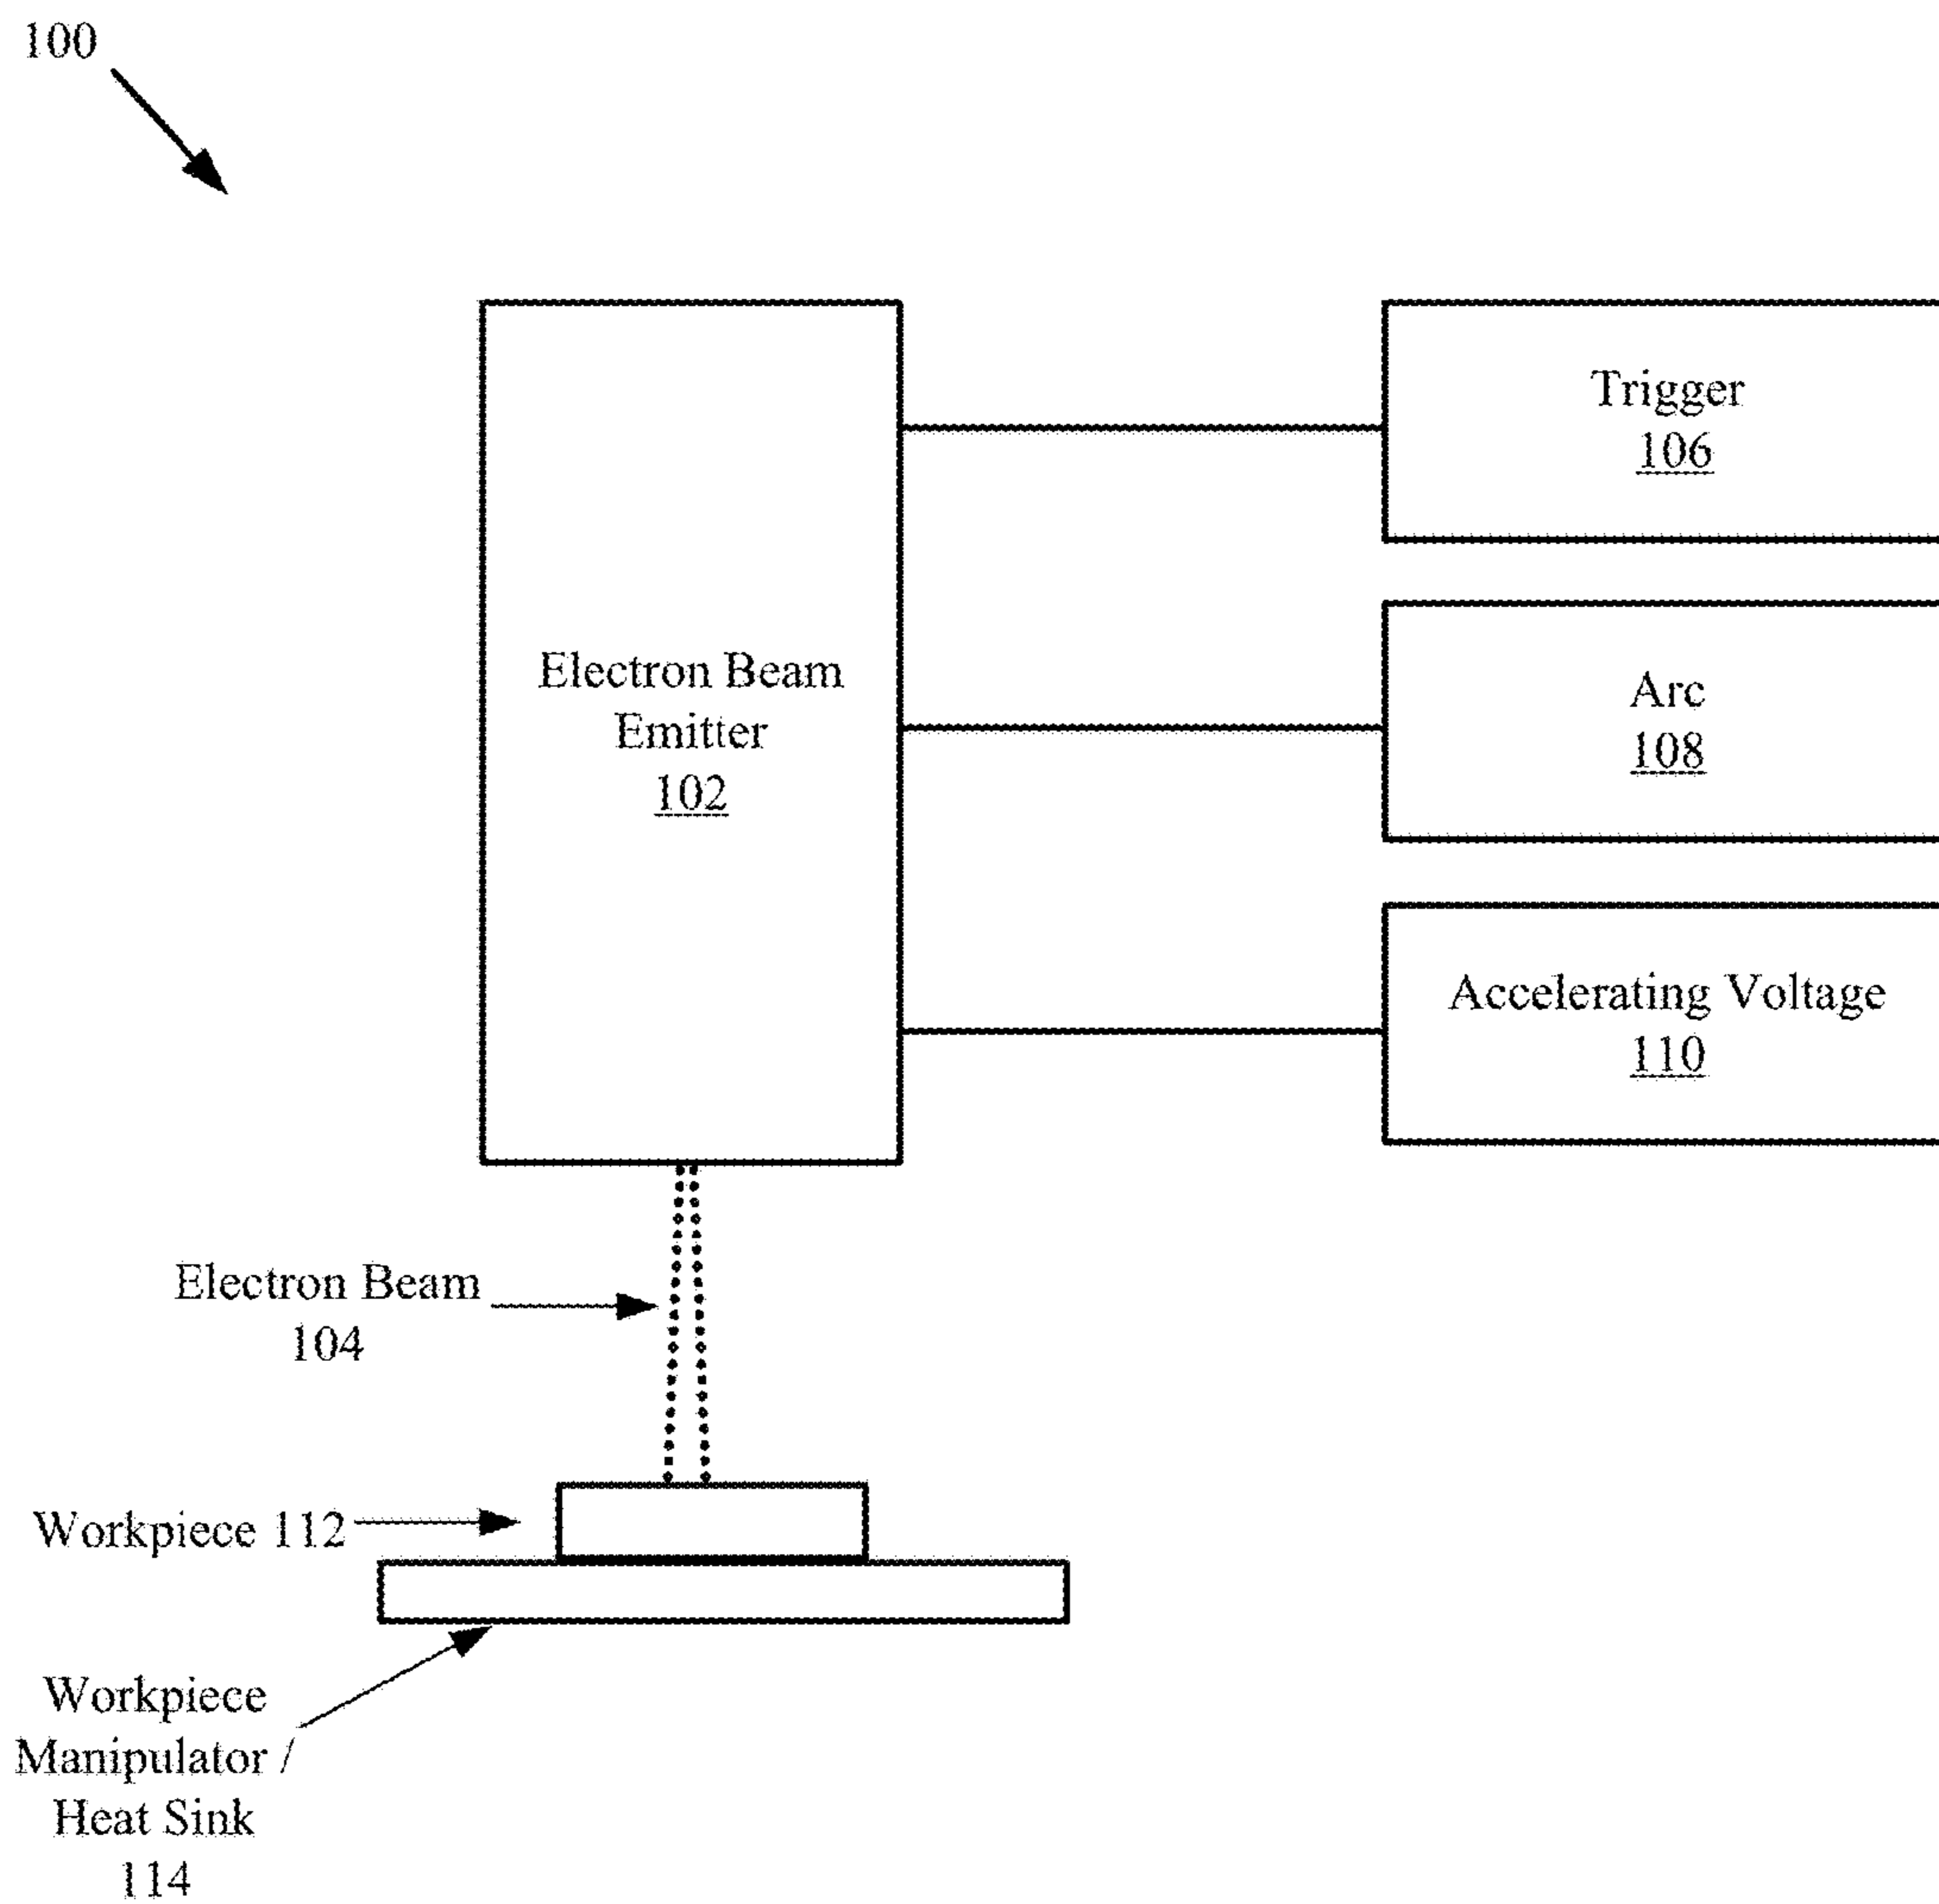 100
Trigger
106
Electron Beam
Emitter
102
Arc
108
Accelerating Voltage
110
Electron Beam
104
Workpiece 112
Workpiece
Manipulator /
Heat Sink
114